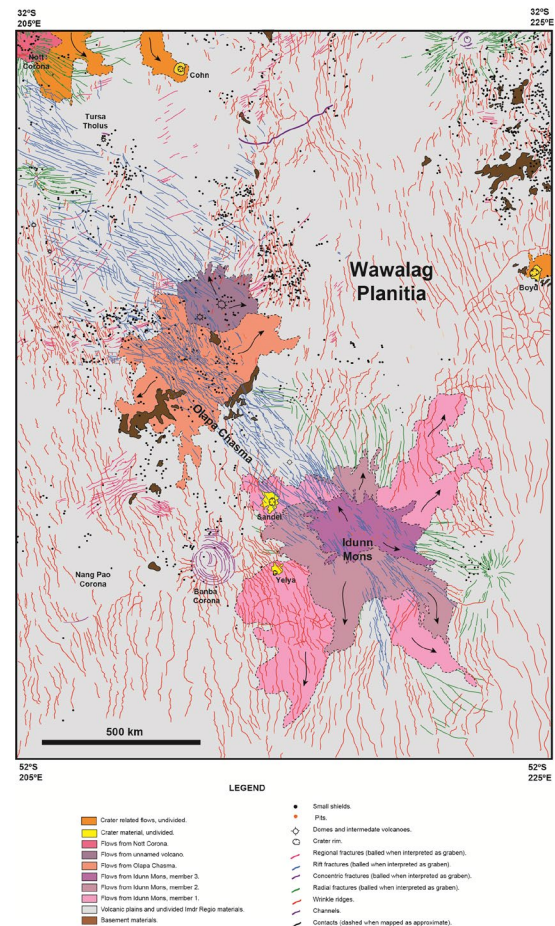 32°S
205°E
32°S
225°E
Nott
Corona
Cohn
Tursa
Tholus
Wawalag
Planitia
Boyd
Olapa Chasma
Sandel
Idunn
Mons
Yelya
Nang Pao
Corona
Banba
Corona
500 km
52°S
205°E
52°S
225°E
LEGEND
Crater related flows, undivided.
Crater material, undivided.
Flows from Nott Corona.
Flows from unnamed volcano.
Flows from Olapa Chasma.
Flows from Idunn Mons, member 3.
Flows from Idunn Mons, member 2.
Flows from Idunn Mons, member 1.
Volcanic plains and undivided Imdr Regio materials.
Basement materials.
Small shields.
Pits.
Domes and intermedate volcanoes.
Crater rim.
Regional fractures (balled when interpreted as graben).
Rift fractures (balled when interpreted as graben).
Concentric fractures (balled when interpreted as graben).
Radial fractures (balled when interpreted as graben).
Wrinkle ridges.
Channels.
Contacts (dashed when mapped as approximate).